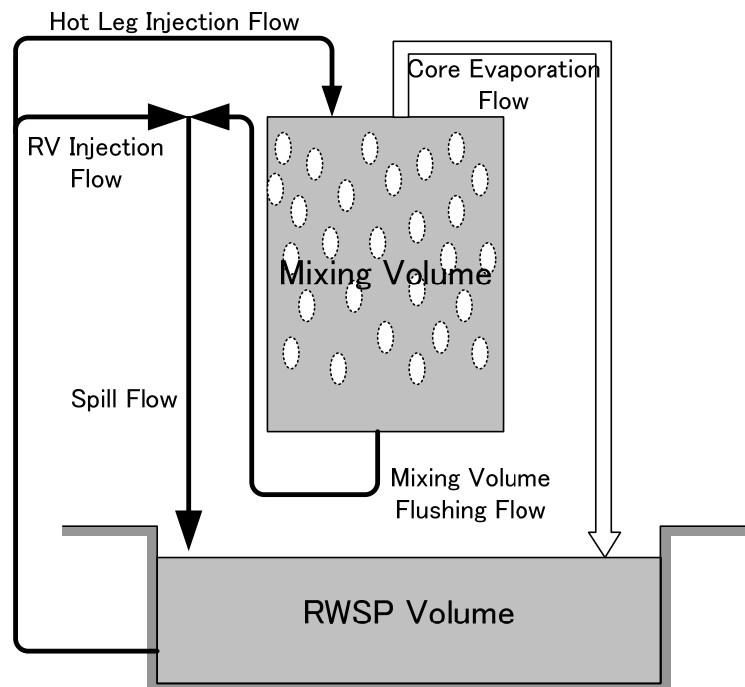 Hot Leg Injection Flow
Core Evaporation
Flow
RV Injection
Flow
Mixing Volume
Spill Flow
Mixing Volume
Flushing Flow
RWSP Volume